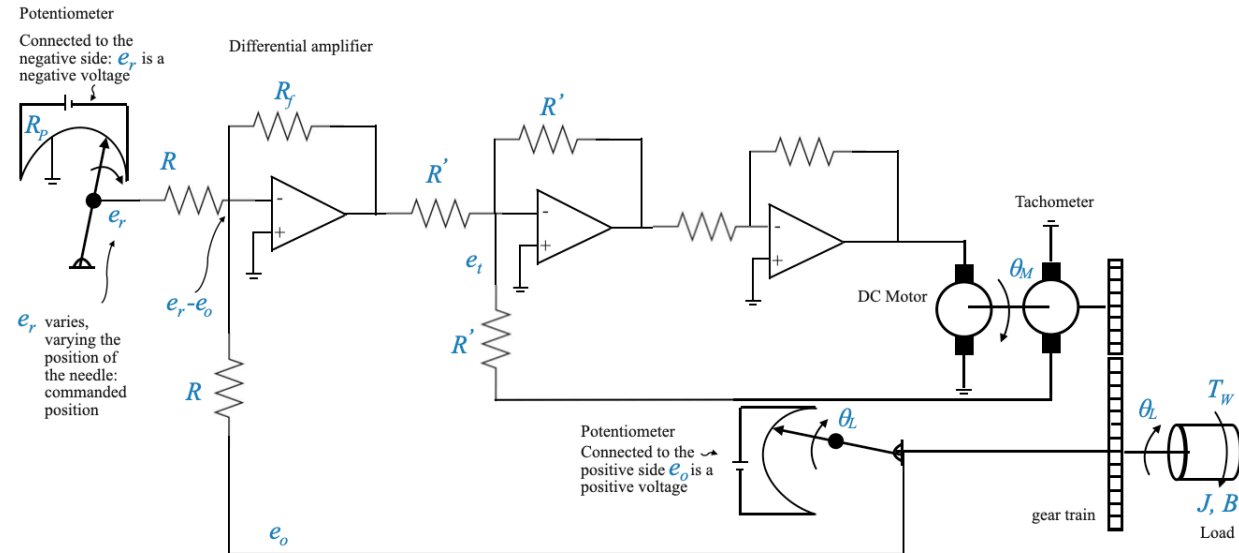 Potentiometer
Connected to the
negative side: e_r is a
negative voltage
R_P
e_r
e_r varies,
varying the
position of
the needle:
commanded
position
Differential amplifier
R
e_r-e_o
R_f
-
+
R
R’
R’
-
+
e_t
R’
-
+
DC Motor
θ_M
Tachometer
Potentiometer
Connected to the
positive side e_o is a
positive voltage
θ_L
e_o
gear train
θ_L
T_W
J, B
Load